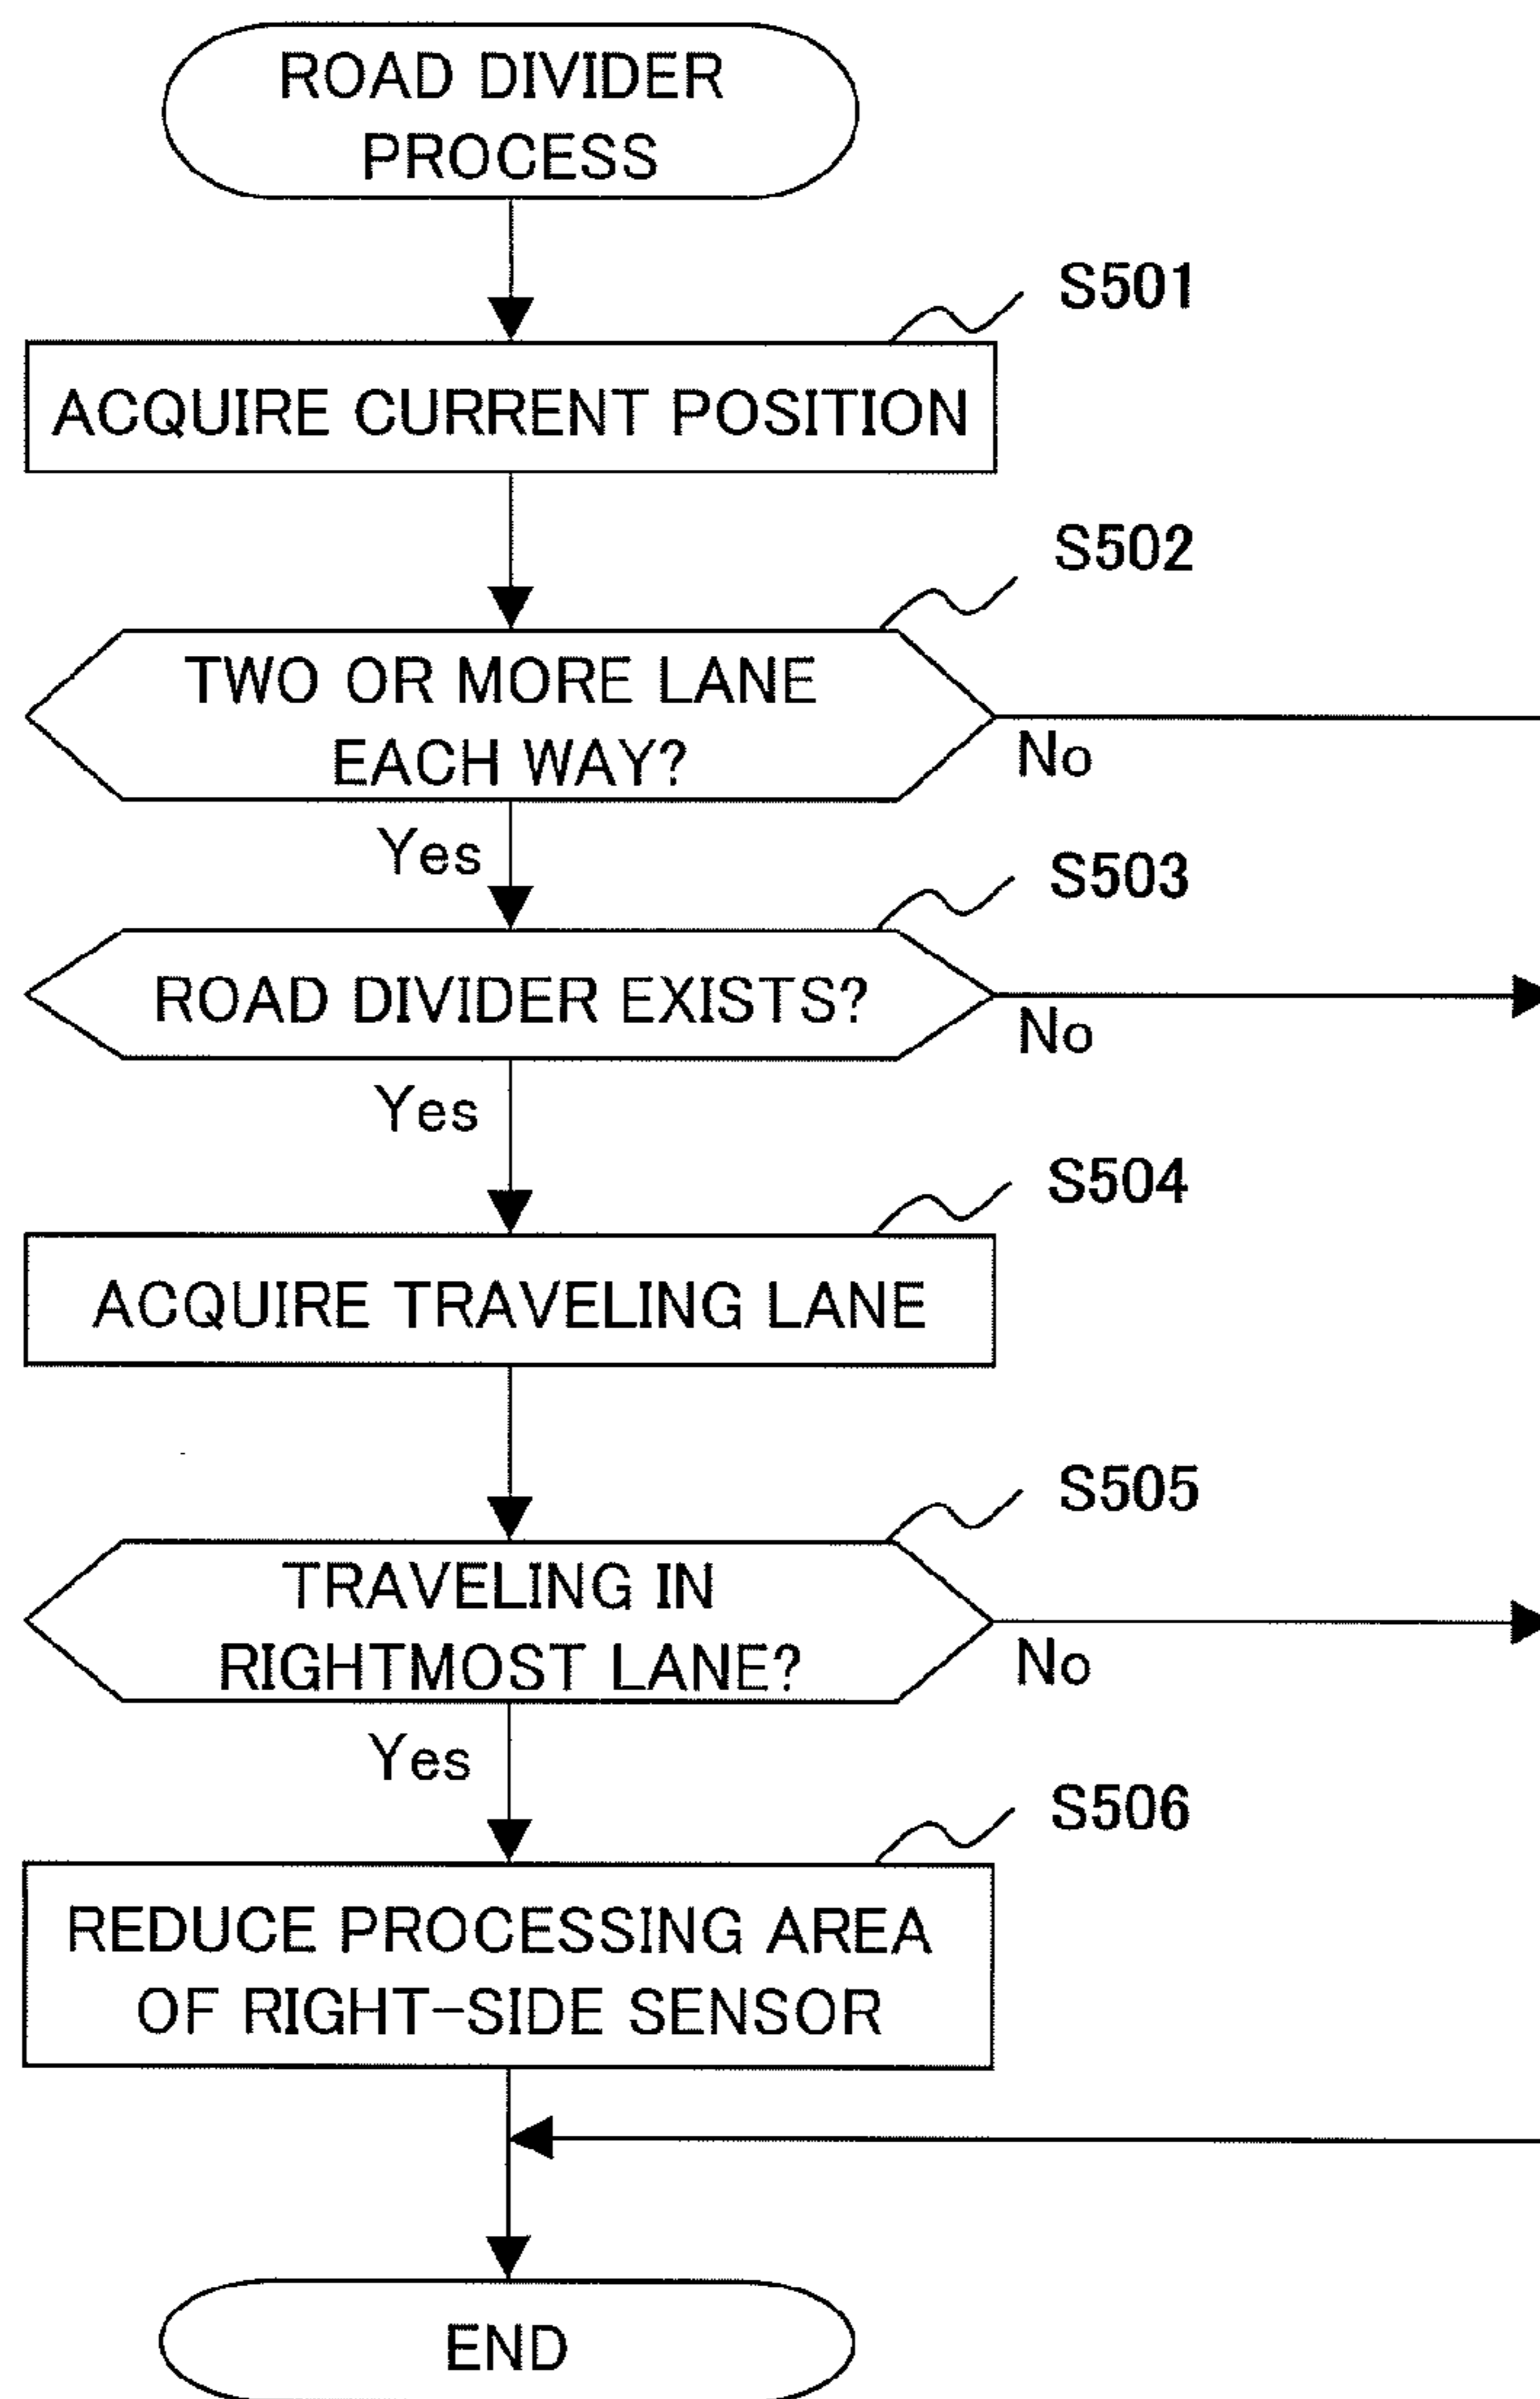 ROAD DIVIDER
PROCESS
S501
ACQUIRE CURRENT POSITION
S502
TWO OR MORE LANE
EACH WAY?
No
Yes
S503
ROAD DIVIDER EXISTS?
No
Yes
S504
ACQUIRE TRAVELING LANE
S505
TRAVELING IN
RIGHTMOST LANE?
No
Yes
S506
REDUCE PROCESSING AREA
OF RIGHT-SIDE SENSOR
END